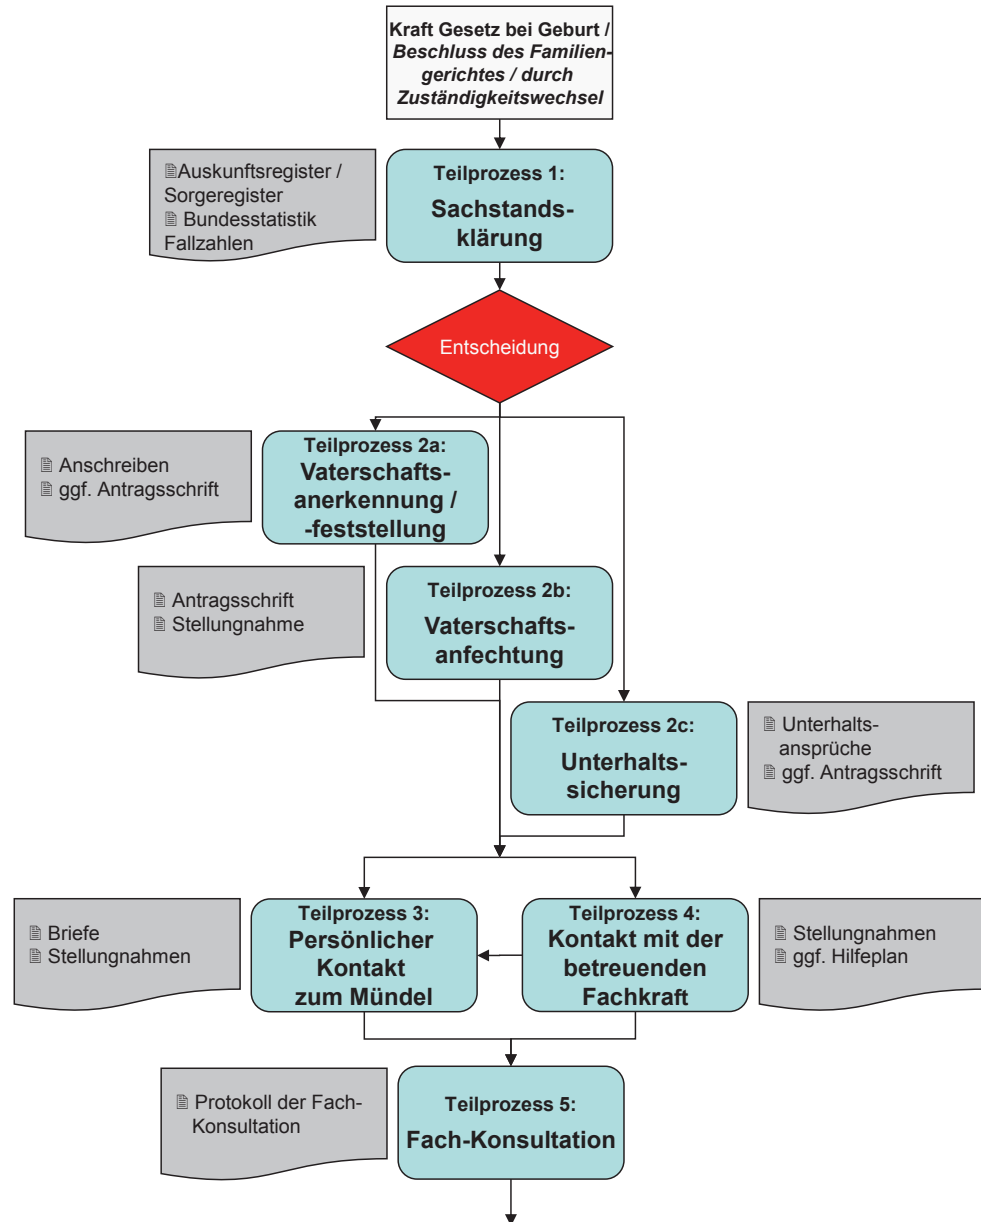 Kraft Gesetz bei Geburt /
Beschluss des Familien-
gerichtes / durch
Zuständigkeitswechsel
Auskunftsregister /
Sorgeregister
Bundesstatistik
Fallzahlen
Teilprozess 1:
Sachstands-
klärung
Entscheidung
Anschreiben
ggf. Antragsschrift
Teilprozess 2a:
Vaterschafts-
anerkennung /
-feststellung
Antragsschrift
Stellungnahme
Teilprozess 2b:
Vaterschafts-
anfechtung
Teilprozess 2c:
Unterhalts-
sicherung
Unterhalts-
ansprüche
ggf. Antragsschrift
Briefe
Stellungnahmen
Teilprozess 3:
Persönlicher
Kontakt
zum Mündel
Teilprozess 4:
Kontakt mit der
betreuenden
Fachkraft
Stellungnahmen
ggf. Hilfeplan
Protokoll der Fach-
Konsultation
Teilprozess 5:
Fach-Konsultation